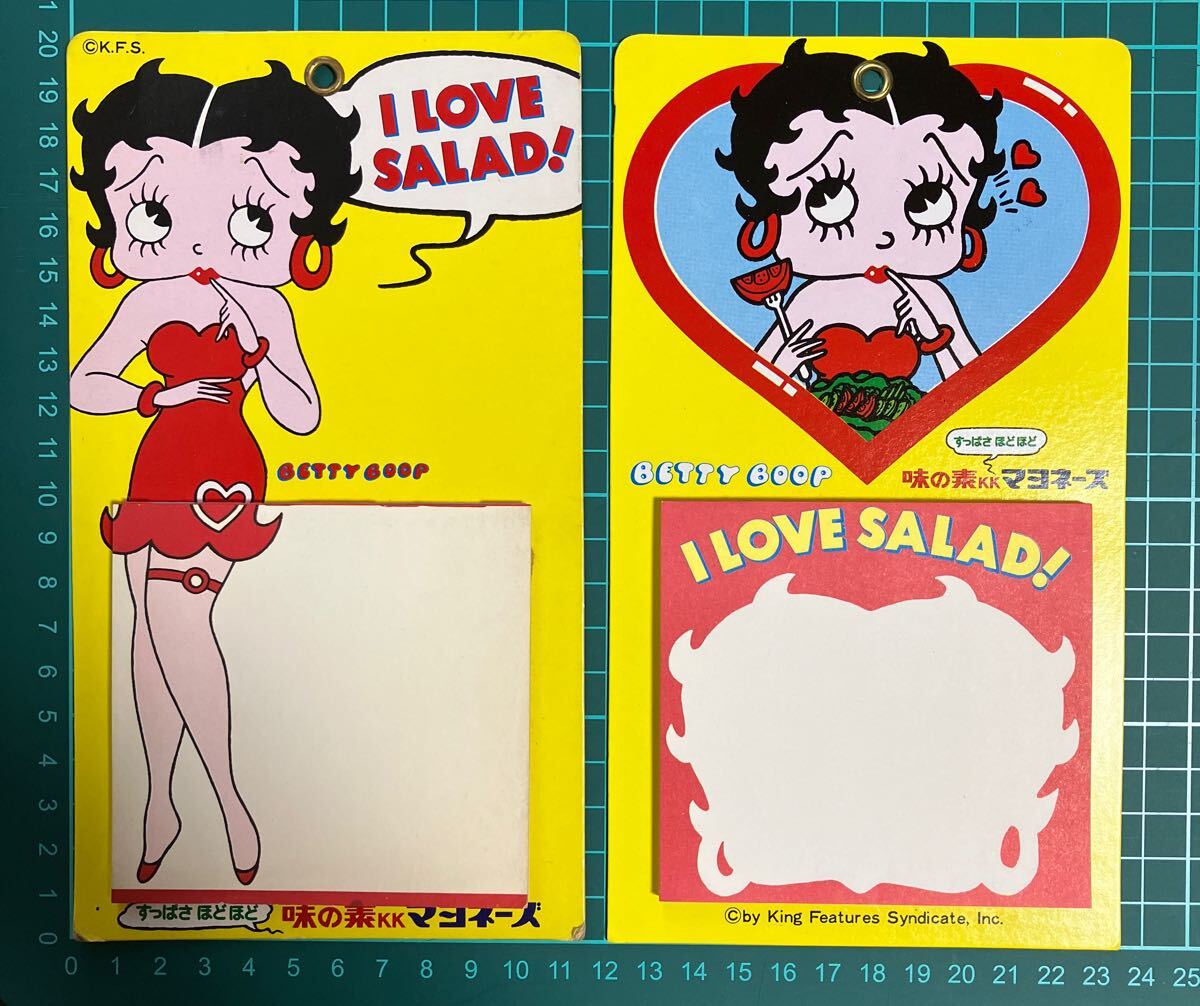 ©K.F.S.
I LOVE
SALAD!
BETTY BOOP
すっぱさ ほどほど
味の素KK マヨネーズ
BETTY BOOP
すっぱさ ほどほど
味の素KK マヨネーズ
I LOVE SALAD!
©by King Features Syndicate, Inc.
20
19
18
17
16
15
14
13
12
11
10
9
8
7
6
5
4
3
2
1
0
0 1 2 3 4 5 6 7 8 9 10 11 12 13 14 15 16 17 18 19 20 21 22 23 24 25